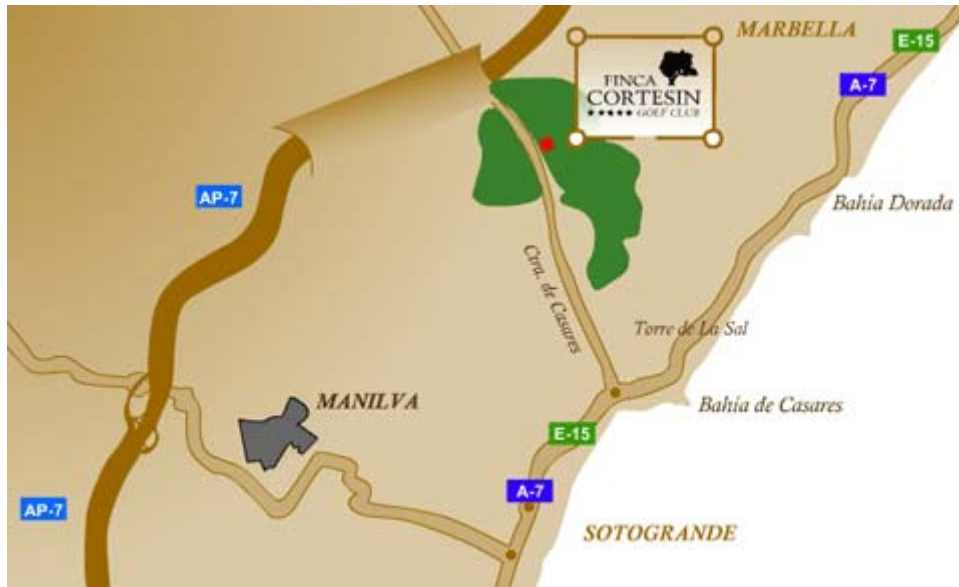 MARBELLA
E-15
FINCA
CORTESIN
★★★★★ GOLF CLUB
A-7
AP-7
Bahía Dorada
Ctra. de Casares
Torre de La Sal
MANILVA
Bahía de Casares
E-15
A-7
AP-7
SOTOGRANDE